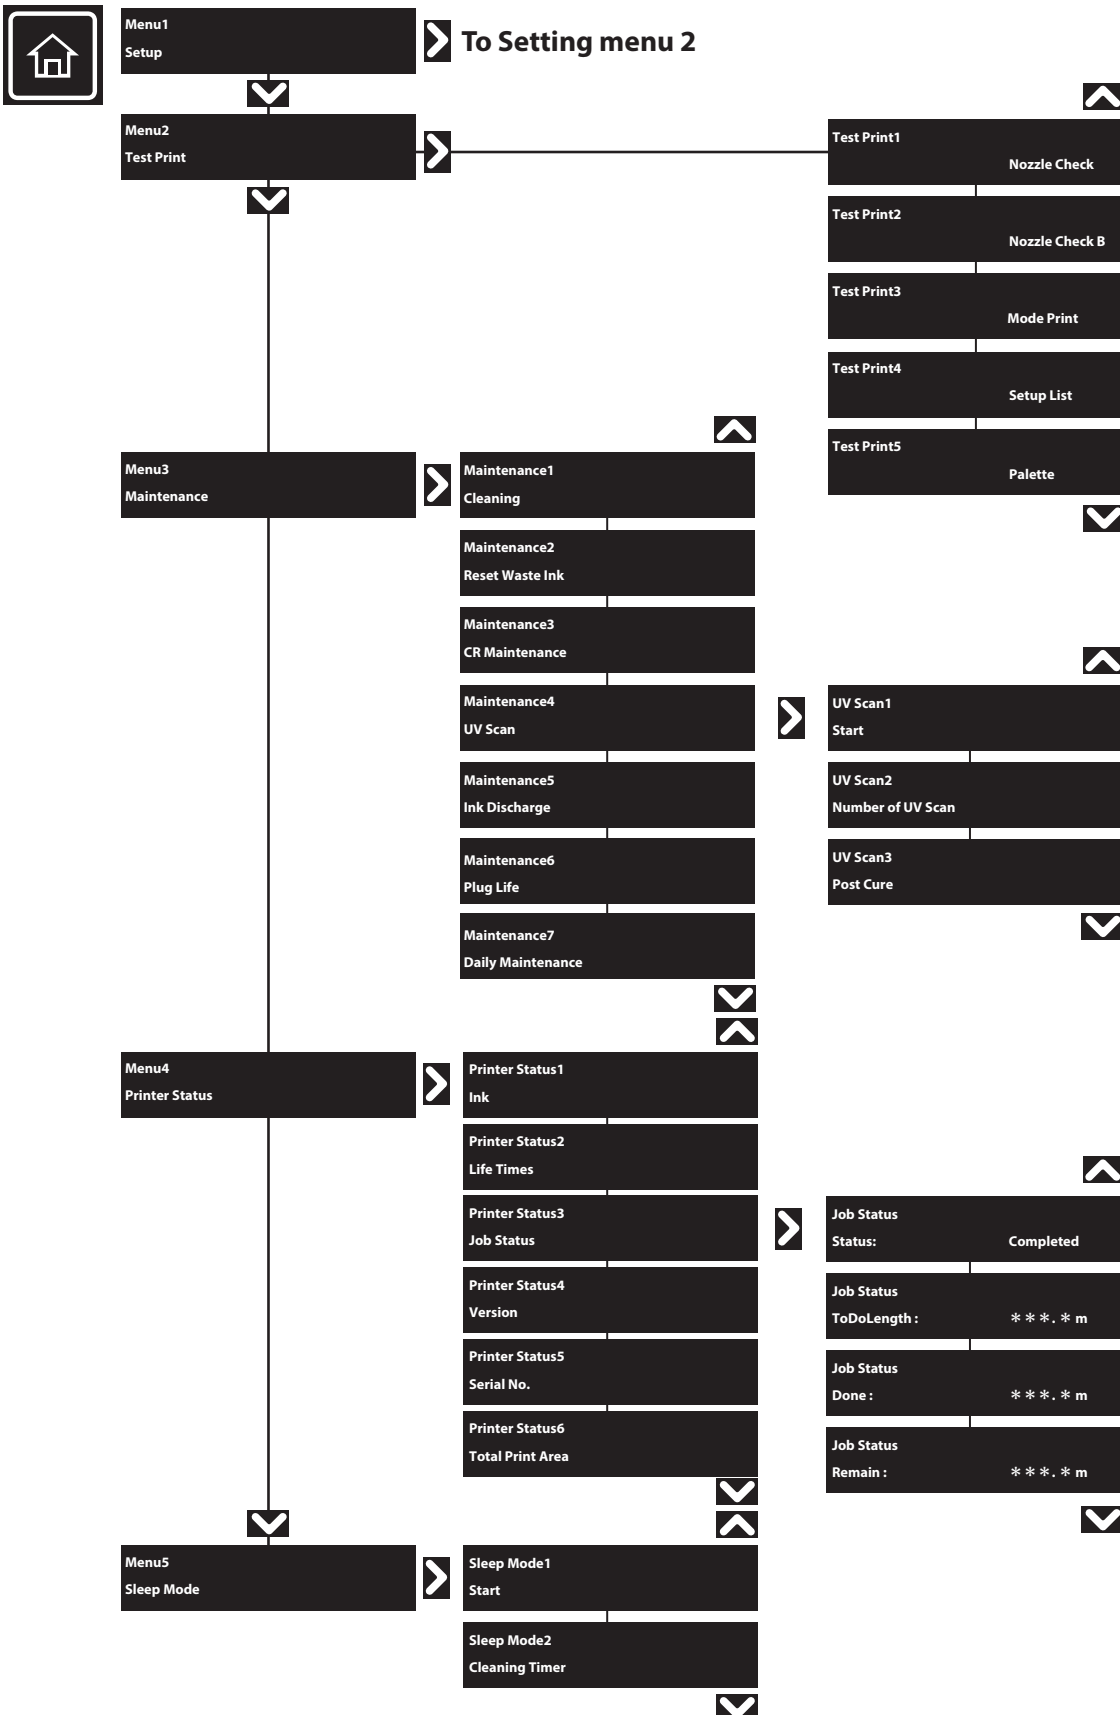 Menu1
Setup
To Setting menu 2
Menu2
Test Print
Test Print1
Nozzle Check
Test Print2
Nozzle Check B
Test Print3
Mode Print
Test Print4
Setup List
Test Print5
Palette
Menu3
Maintenance
Maintenance1
Cleaning
Maintenance2
Reset Waste Ink
Maintenance3
CR Maintenance
Maintenance4
UV Scan
Maintenance5
Ink Discharge
Maintenance6
Plug Life
Maintenance7
Daily Maintenance
UV Scan1
Start
UV Scan2
Number of UV Scan
UV Scan3
Post Cure
Menu4
Printer Status
Printer Status1
Ink
Printer Status2
Life Times
Printer Status3
Job Status
Printer Status4
Version
Printer Status5
Serial No.
Printer Status6
Total Print Area
Job Status
Status: Completed
Job Status
ToDoLength : ***.* m
Job Status
Done : ***.* m
Job Status
Remain : ***.* m
Menu5
Sleep Mode
Sleep Mode1
Start
Sleep Mode2
Cleaning Timer